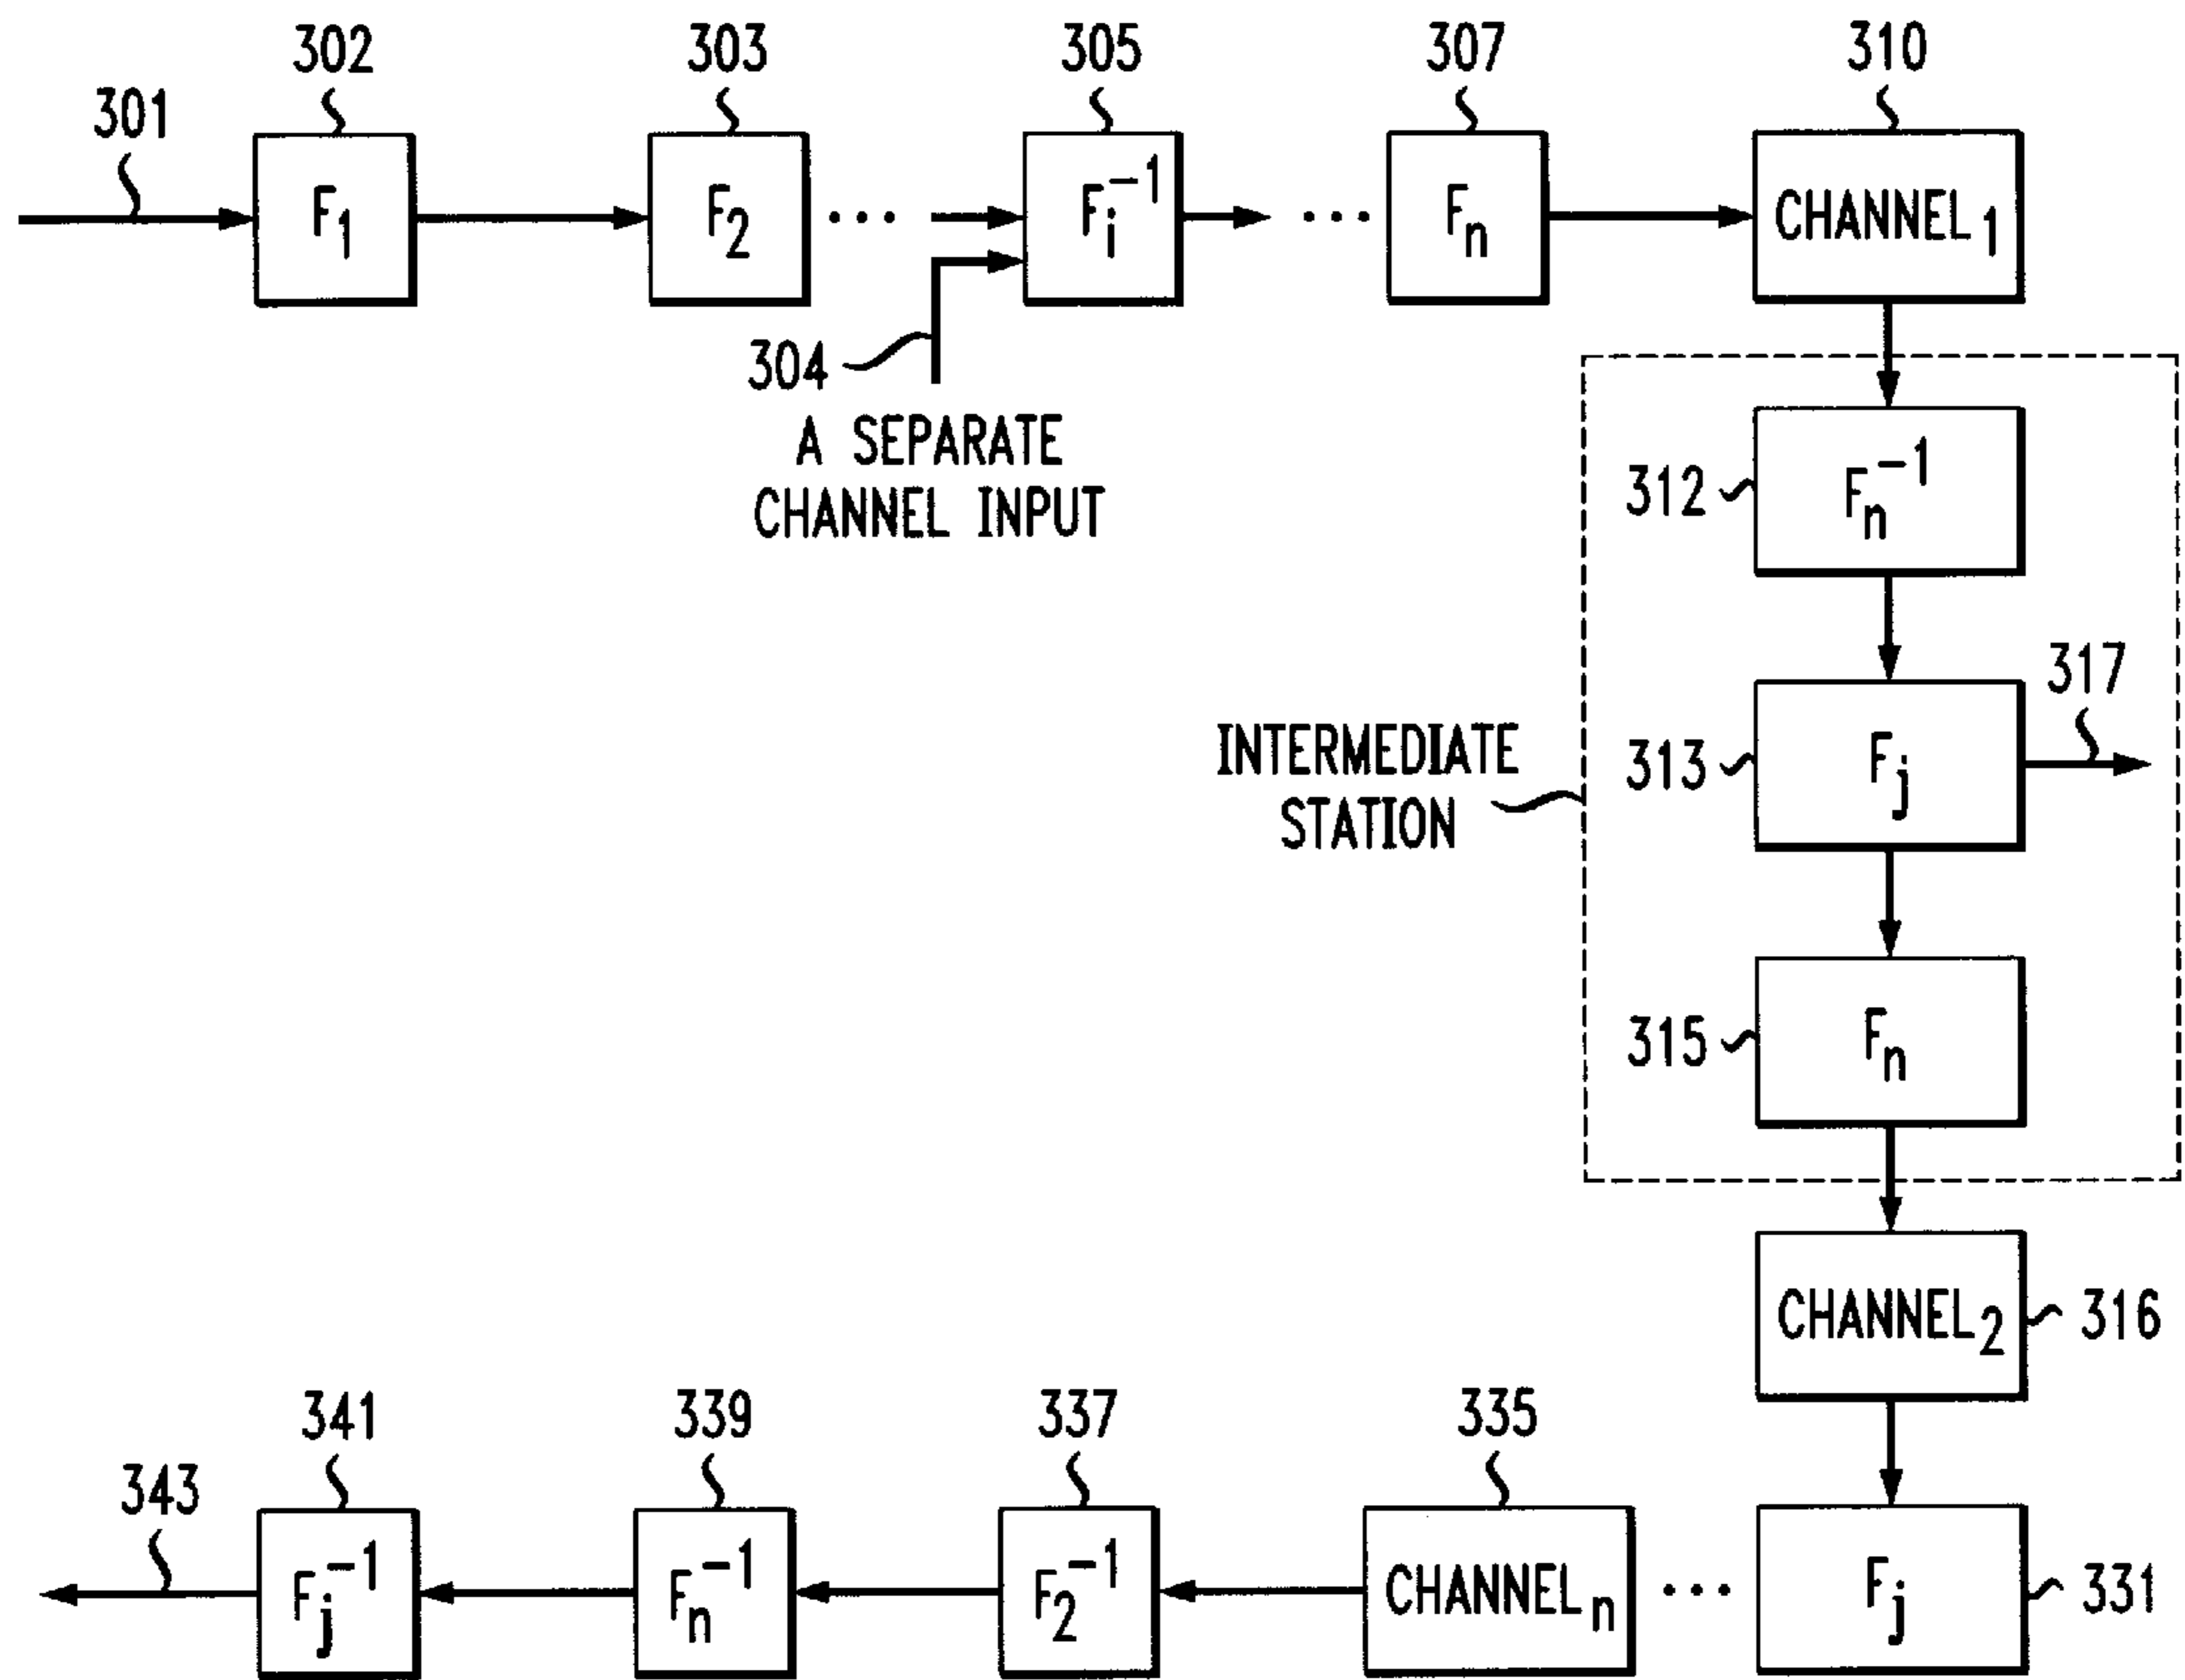 302 303 305 307 310
301
F₁ F₂ ... Fᵢ⁻¹ ... Fₙ CHANNEL₁
304
A SEPARATE
CHANNEL INPUT
312 Fₙ⁻¹
317
INTERMEDIATE
STATION
313 Fⱼ
315 Fₙ
CHANNEL₂ 316
341 339 337 335
343
Fⱼ⁻¹ Fₙ⁻¹ F₂⁻¹ CHANNELₙ ... Fⱼ 331